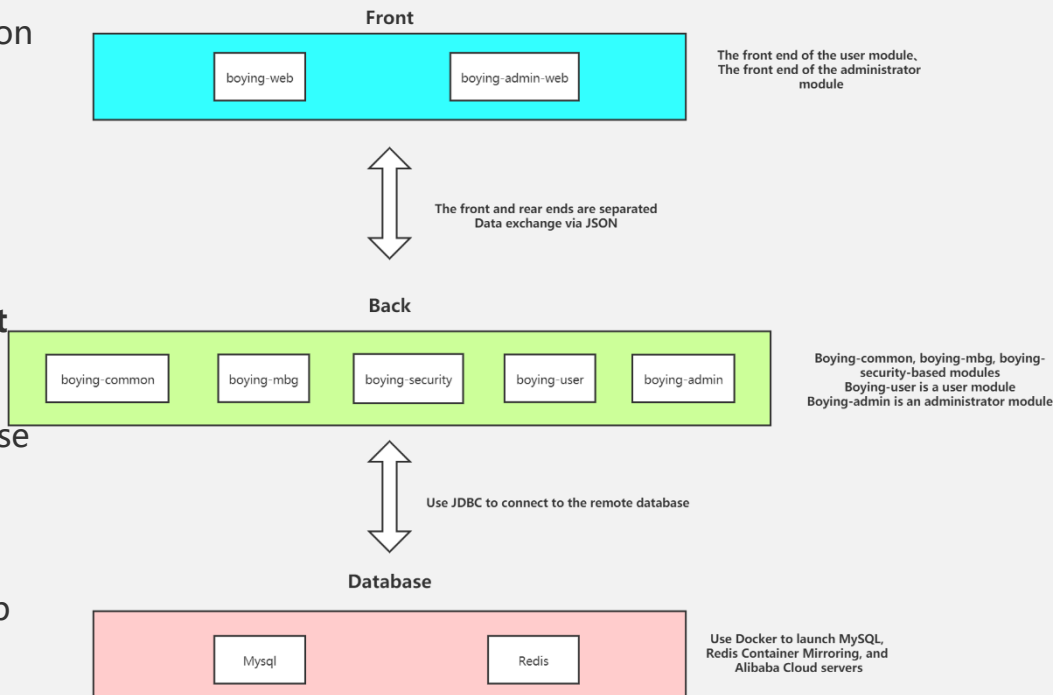 Front
on
boying-web
boying-admin-web
The front end of the user module、
The front end of the administrator
module
The front and rear ends are separated
Data exchange via JSON
Back
t
boying-common
boying-mbg
boying-security
boying-user
boying-admin
Boying-common, boying-mbg, boying-
security-based modules
Boying-user is a user module
Boying-admin is an administrator module
se
Use JDBC to connect to the remote database
Database
Mysql
Redis
Use Docker to launch MySQL,
Redis Container Mirroring, and
Alibaba Cloud servers